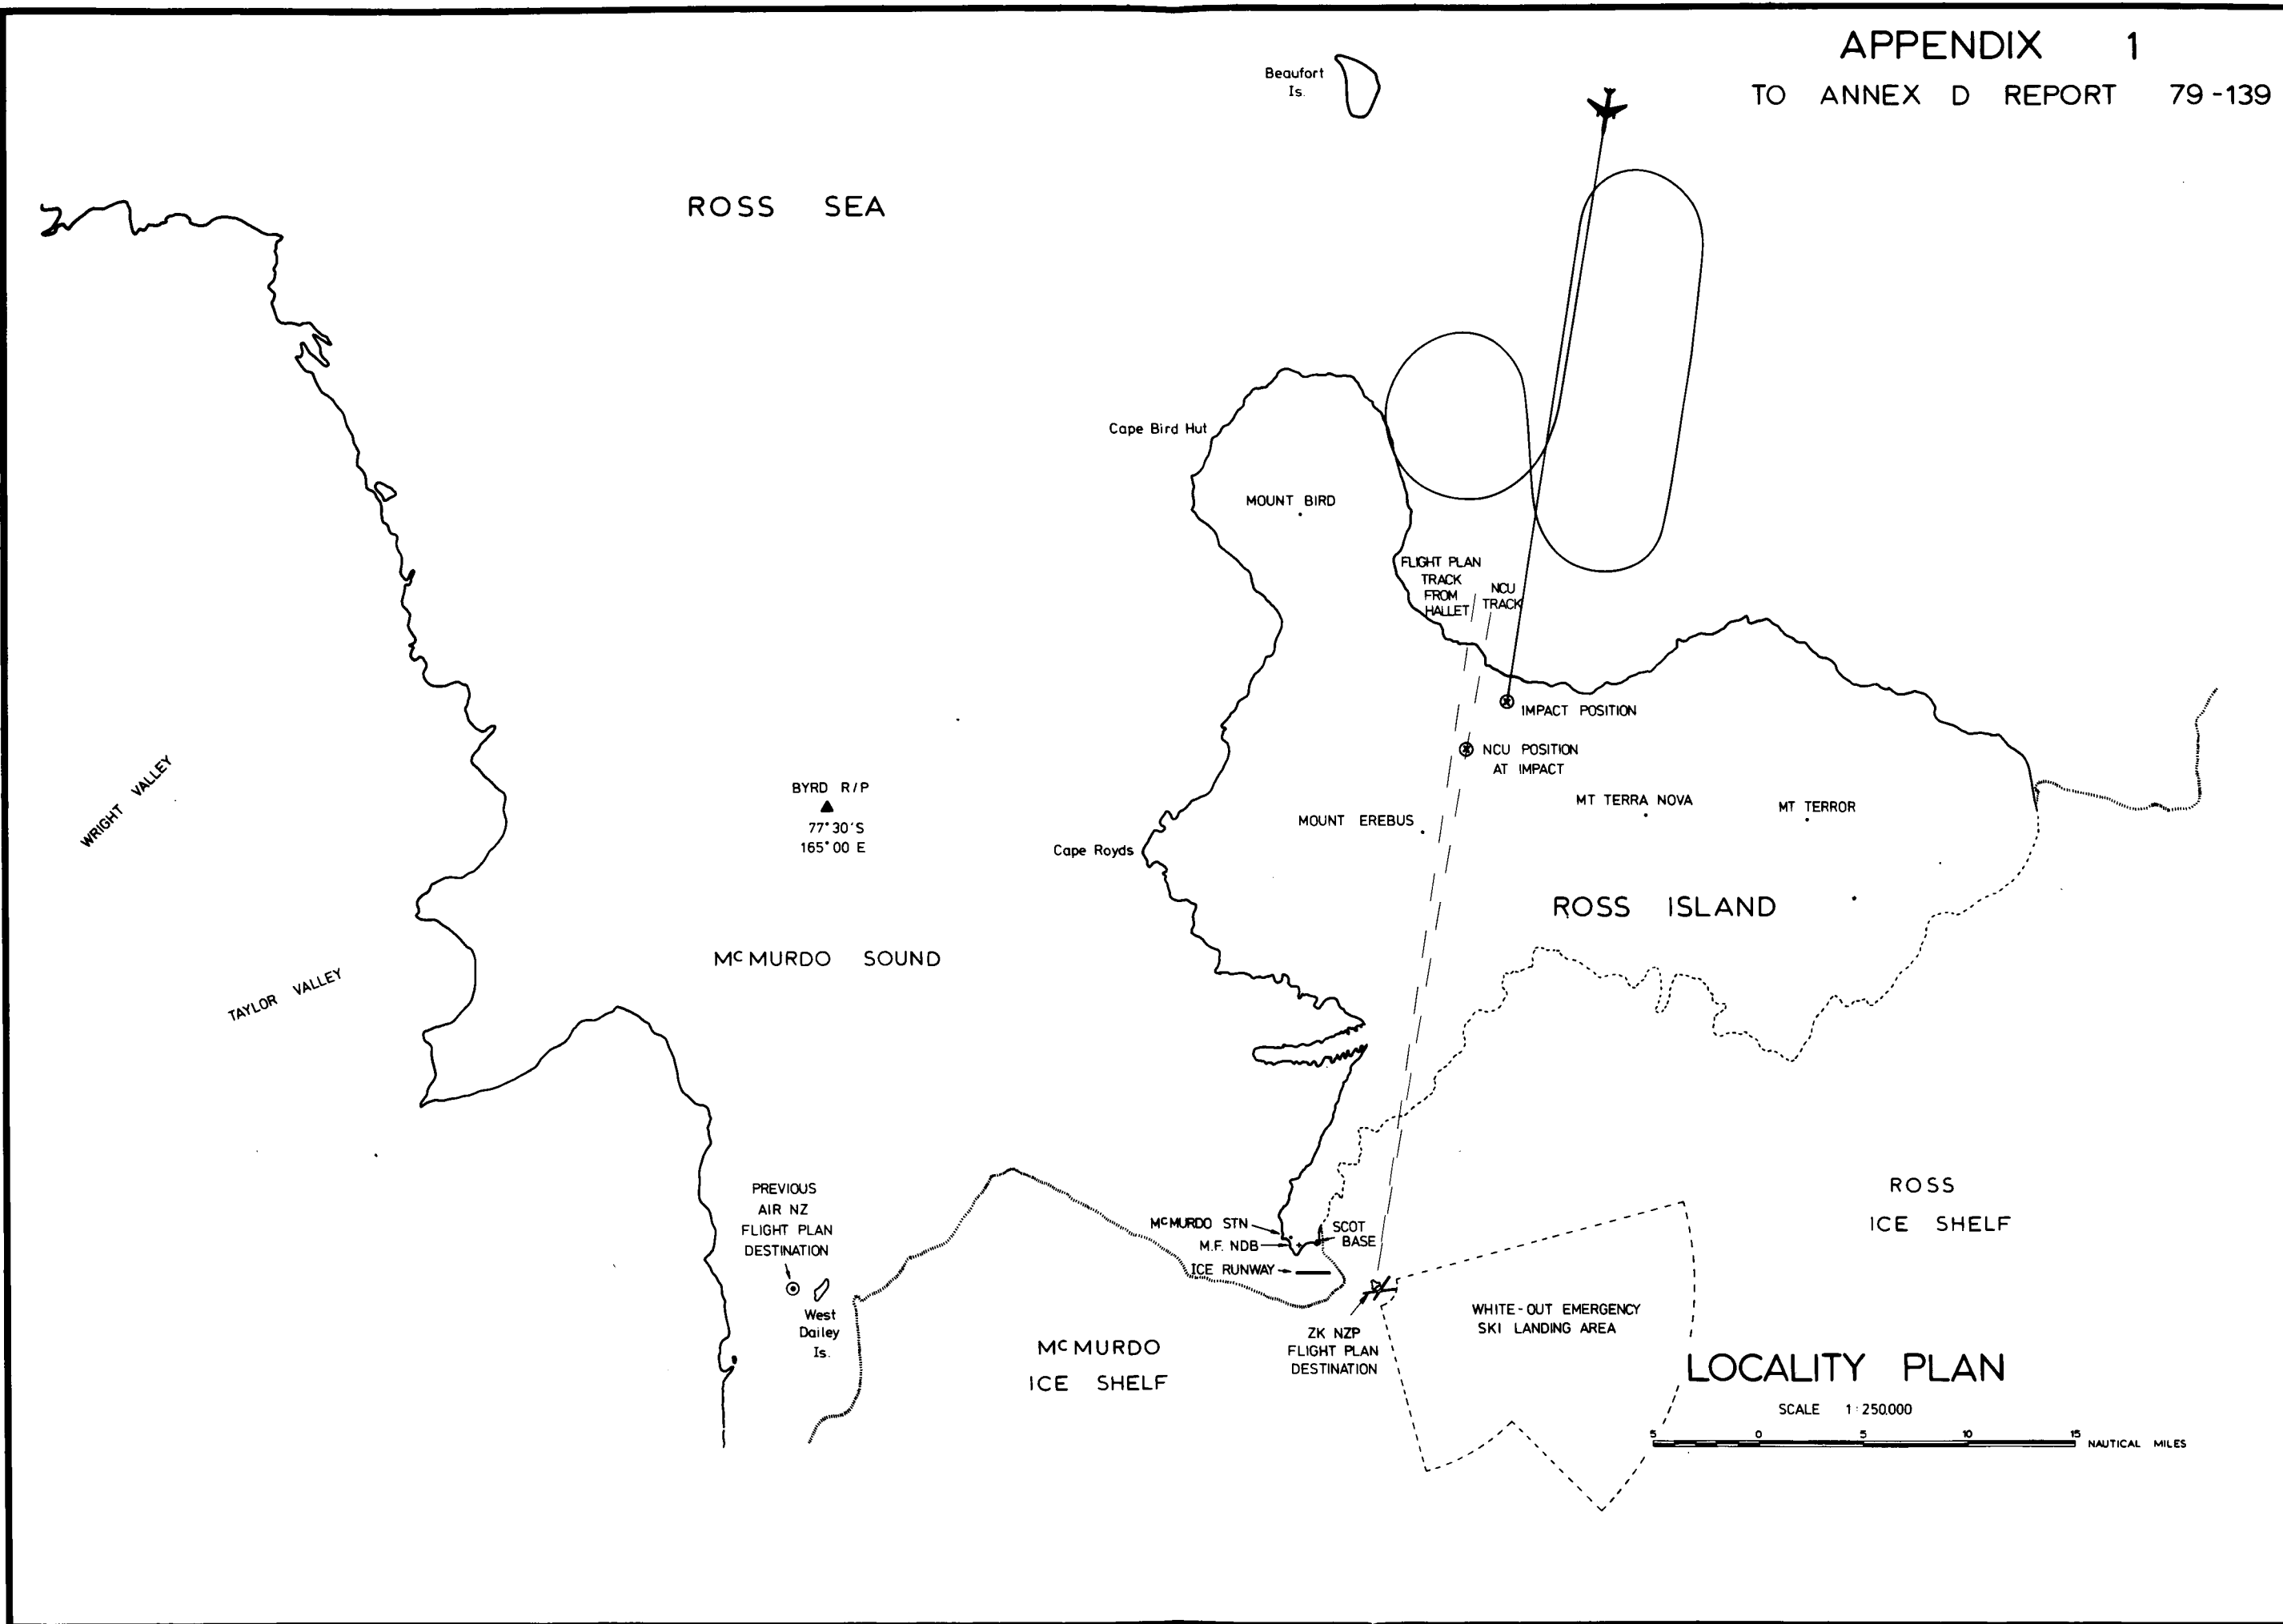 APPENDIX 1
TO ANNEX D REPORT 79-139
Beaufort
Is.
ROSS SEA
Cape Bird Hut
MOUNT BIRD
FLIGHT PLAN
TRACK
FROM
HALLET
NCU
TRACK
IMPACT POSITION
NCU POSITION
AT IMPACT
WRIGHT VALLEY
BYRD R/P
77°30'S
165°00 E
MT TERRA NOVA
MT TERROR
MOUNT EREBUS
Cape Royds
ROSS ISLAND
McMURDO SOUND
TAYLOR VALLEY
PREVIOUS
AIR NZ
FLIGHT PLAN
DESTINATION
West
Dailey
Is.
McMURDO STN
M.F. NDB
ICE RUNWAY
SCOT
BASE
ROSS
ICE SHELF
WHITE-OUT EMERGENCY
SKI LANDING AREA
ZK NZP
FLIGHT PLAN
DESTINATION
McMURDO
ICE SHELF
LOCALITY PLAN
SCALE 1:250,000
5 0 5 10 15
NAUTICAL MILES